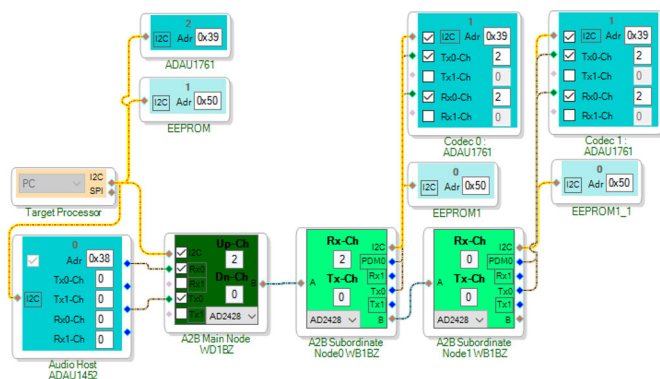 2
I2C Adr 0x39
ADAU1761
1
I2C Adr 0x50
EEPROM
PC I2C
SPI
Target Processor
0
Adr 0x38
Tx0-Ch 0
I2C Tx1-Ch 0
Rx0-Ch 0
Rx1-Ch 0
Audio Host
ADAU1452
Up-Ch
I2C 2
Rx0
Rx1 Dn-Ch B
Tx0 0
Tx1 AD2428
A2B Main Node
WD1BZ
Rx-Ch I2C
2 PDM0
A Rx1
Tx-Ch Tx0
0 Tx1
AD2428 B
A2B Subordinate
Node0 WB1BZ
Rx-Ch I2C
0 PDM0
A Rx1
Tx-Ch Tx0
0 Tx1
AD2428 B
A2B Subordinate
Node1 WB1BZ
1
I2C Adr 0x39
Tx0-Ch 2
Tx1-Ch 0
Rx0-Ch 2
Rx1-Ch 0
Codec 0 :
ADAU1761
0
I2C Adr 0x50
EEPROM1
1
I2C Adr 0x39
Tx0-Ch 2
Tx1-Ch 0
Rx0-Ch 2
Rx1-Ch 0
Codec 1 :
ADAU1761
0
I2C Adr 0x50
EEPROM1_1